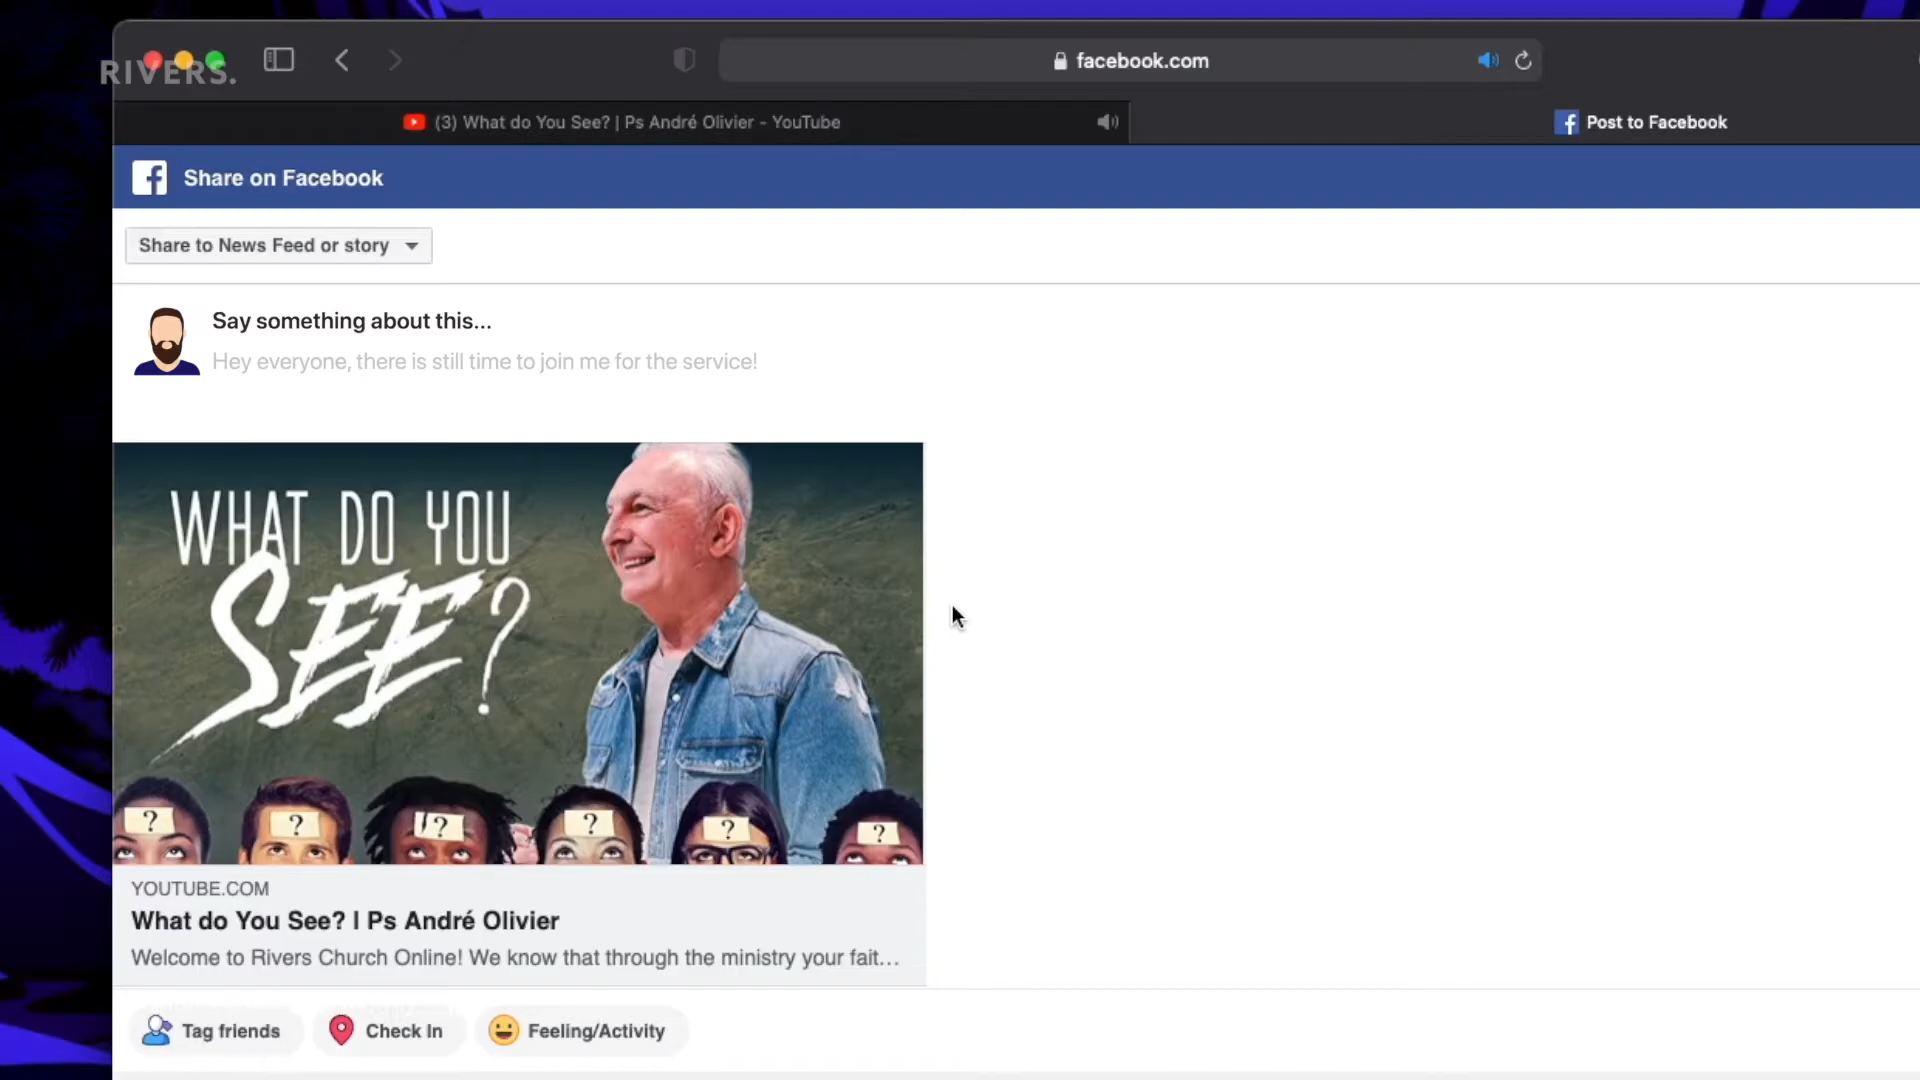 RIVERS.
facebook.com
(3) What do You See? | Ps André Olivier - YouTube
Post to Facebook
Share on Facebook
Share to News Feed or story
Say something about this...
Hey everyone, there is still time to join me for the service!
WHAT DO YOU
SEE?
? ? ? ? ? ?
YOUTUBE.COM
What do You See? | Ps André Olivier
Welcome to Rivers Church Online! We know that through the ministry your fait...
Tag friends
Check In
Feeling/Activity